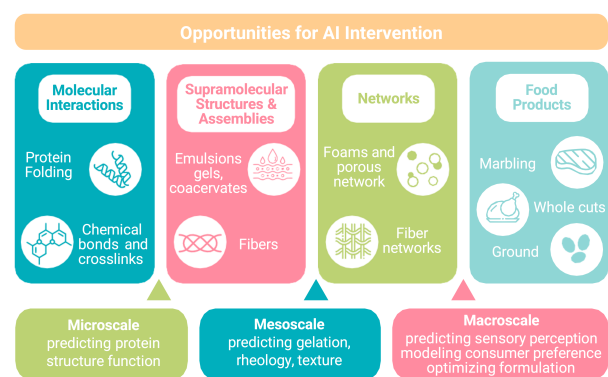 Opportunities for AI Intervention
Molecular
Interactions
Protein
Folding
Chemical
bonds and
crosslinks
Supramolecular
Structures &
Assemblies
Emulsions
gels,
coacervates
Fibers
Networks
Foams and
porous
network
Fiber
networks
Food
Products
Marbling
Whole cuts
Ground
Microscale
predicting protein
structure function
Mesoscale
predicting gelation,
rheology, texture
Macroscale
predicting sensory perception
modeling consumer preference
optimizing formulation